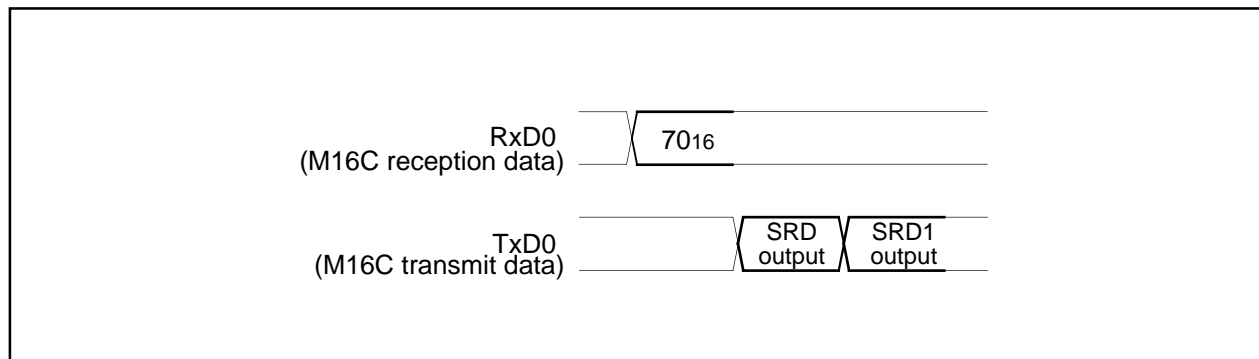 RxD0
(M16C reception data)
7016
TxD0
(M16C transmit data)
SRD
output
SRD1
output